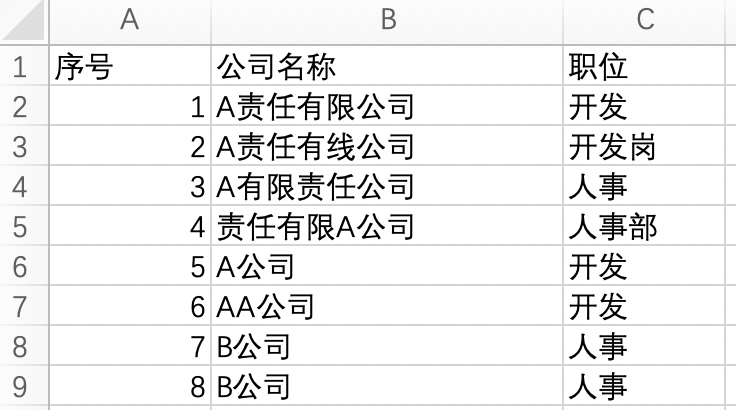 A B C
1 序号 公司名称 职位
2 1 A责任有限公司 开发
3 2 A责任有线公司 开发岗
4 3 A有限责任公司 人事
5 4 责任有限A公司 人事部
6 5 A公司 开发
7 6 AA公司 开发
8 7 B公司 人事
9 8 B公司 人事